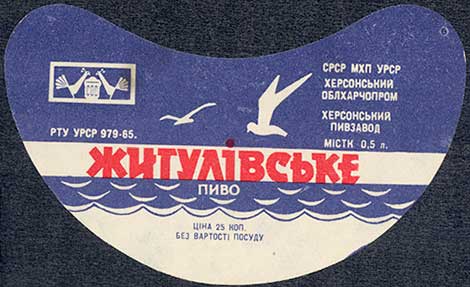 СРСР МХП УРСР
ХЕРСОНСЬКИЙ
ОБЛХАРЧОПРОМ
ХЕРСОНСЬКИЙ
ПИВЗАВОД
МІСТК 0,5 л.
РТУ УРСР 979-65.
ЖИГУЛІВСЬКЕ
ПИВО
ЦІНА 25 КОП.
БЕЗ ВАРТОСТІ ПОСУДУ